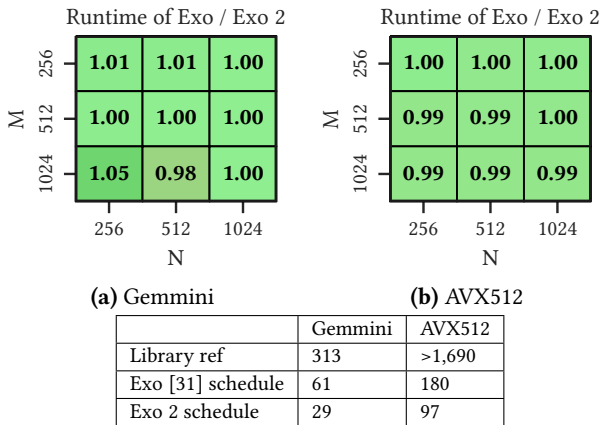 Runtime of Exo / Exo 2
256 1.01 1.01 1.00
M 512 1.00 1.00 1.00
1024 1.05 0.98 1.00
256 512 1024
N
(a) Gemmini
Runtime of Exo / Exo 2
256 1.00 1.00 1.00
M 512 0.99 0.99 1.00
1024 0.99 0.99 0.99
256 512 1024
N
(b) AVX512
Gemmini AVX512
Library ref 313 >1,690
Exo [31] schedule 61 180
Exo 2 schedule 29 97